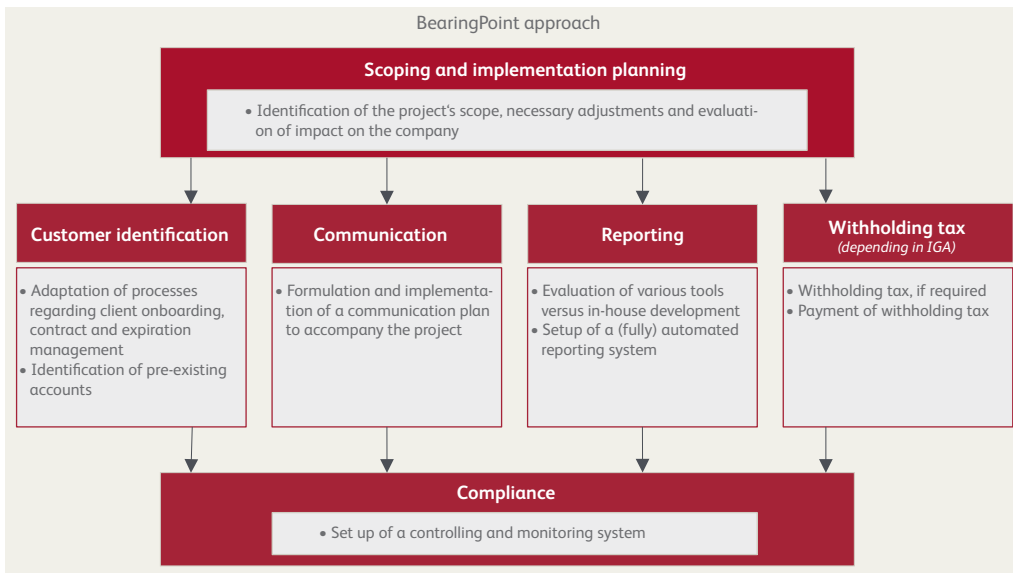 BearingPoint approach
Scoping and implementation planning
• Identification of the project's scope, necessary adjustments and evaluati-
on of impact on the company
Customer identification
• Adaptation of processes
regarding client onboarding,
contract and expiration
management
• Identification of pre-existing
accounts
Communication
• Formulation and implementa-
tion of a communication plan
to accompany the project
Reporting
• Evaluation of various tools
versus in-house development
• Setup of a (fully) automated
reporting system
Withholding tax
(depending in IGA)
• Withholding tax, if required
• Payment of withholding tax
Compliance
• Set up of a controlling and monitoring system